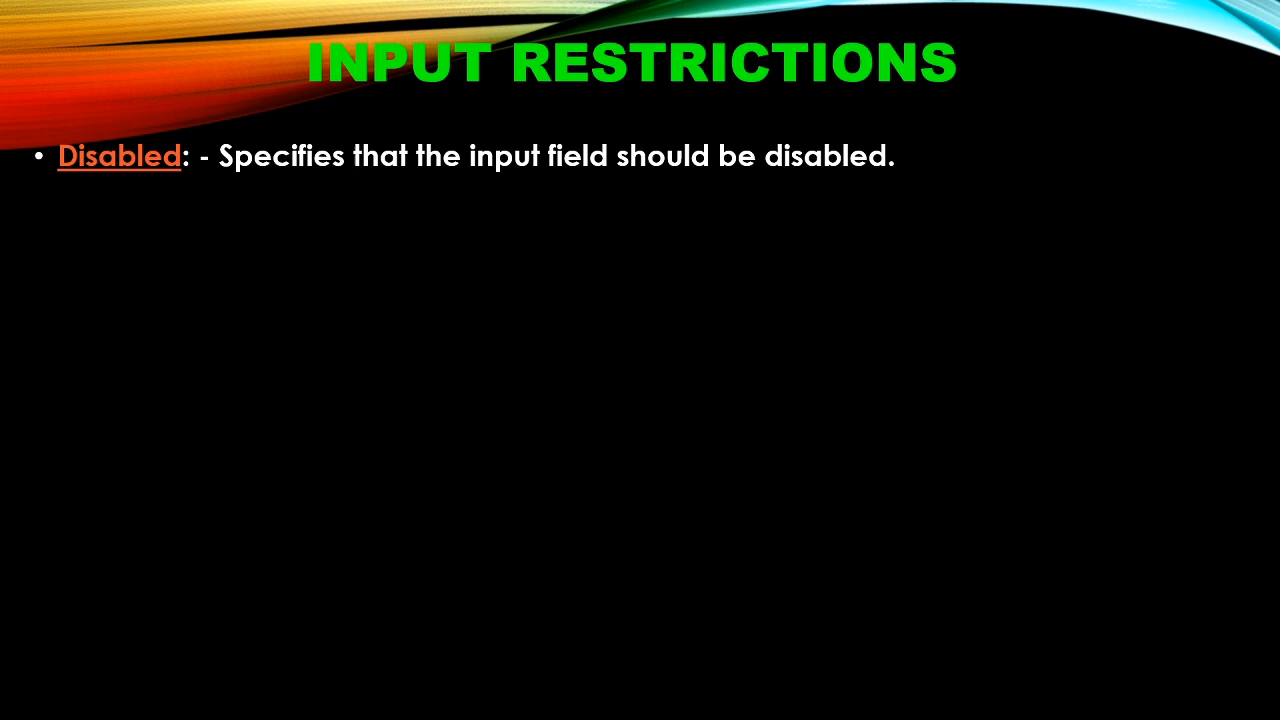 INPUT RESTRICTIONS
• Disabled: - Specifies that the input field should be disabled.